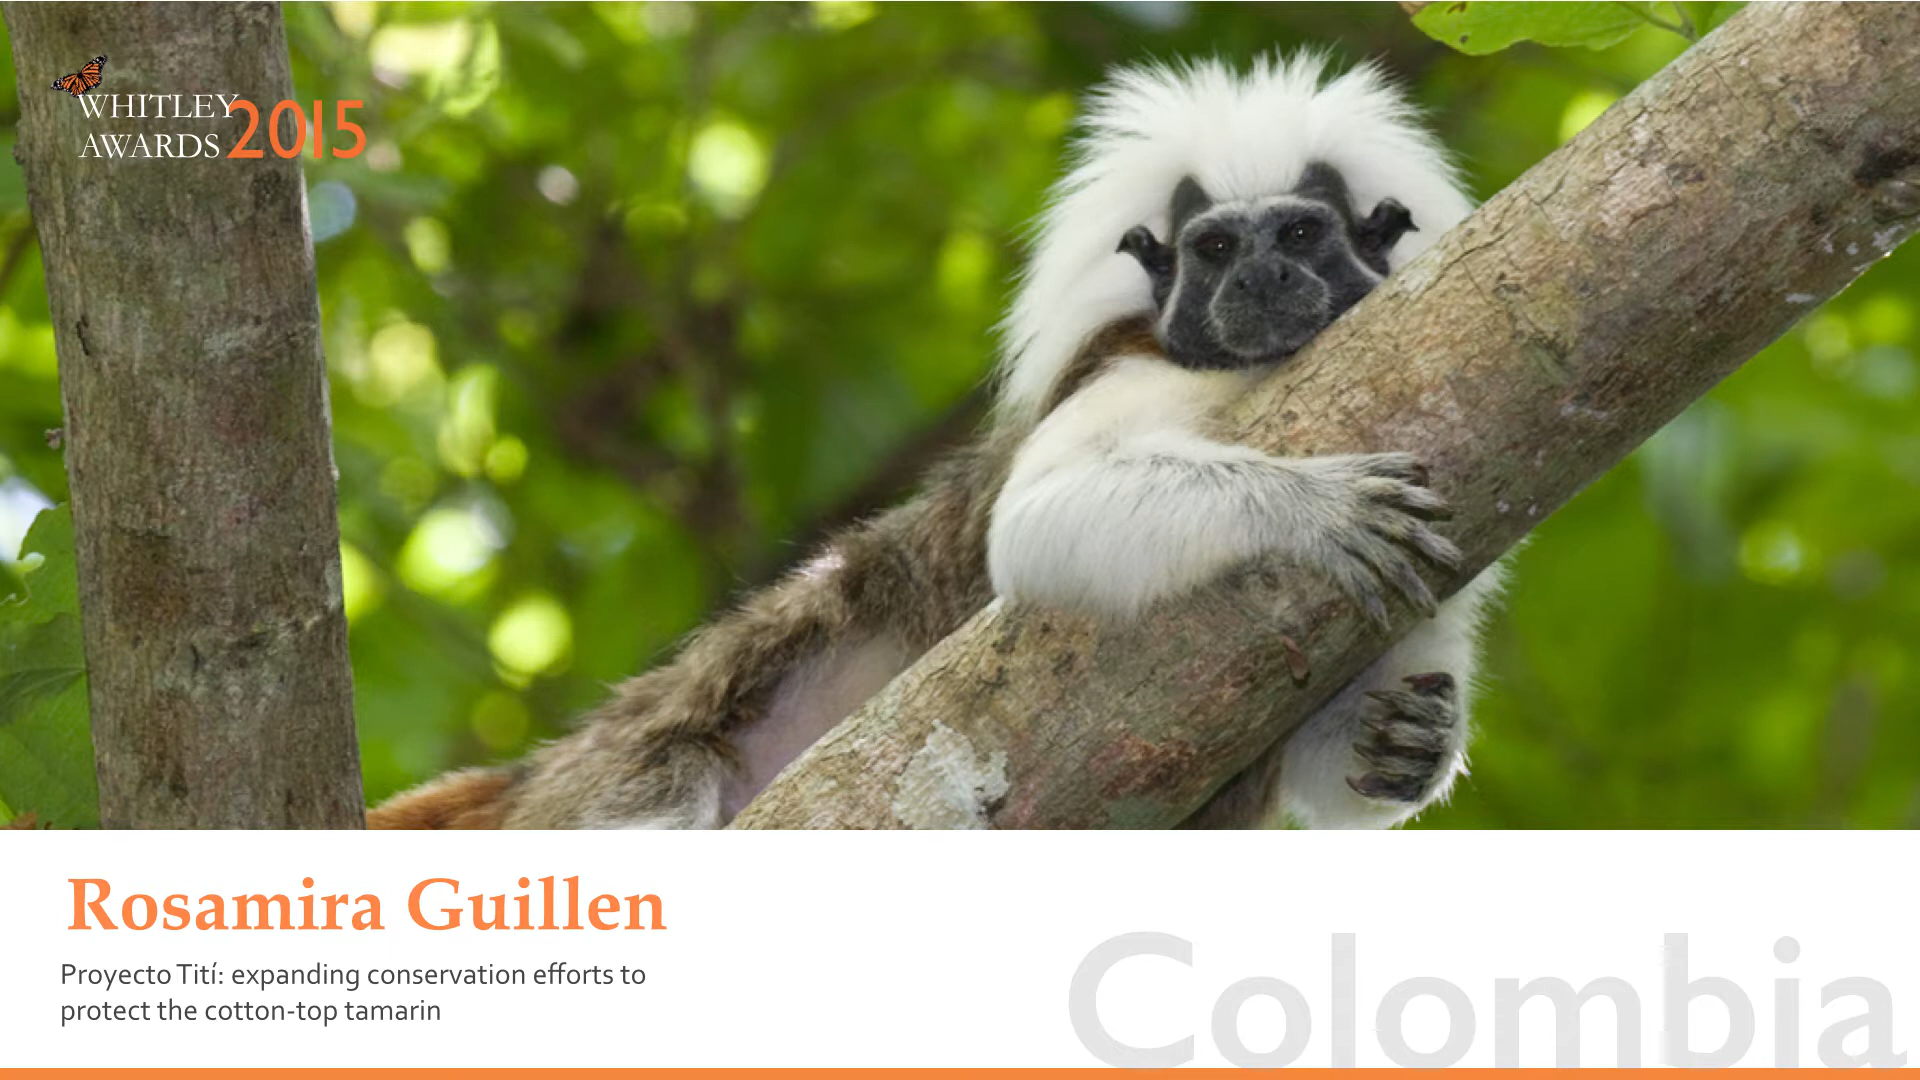 WHITLEY
AWARDS 2015
Rosamira Guillen
Proyecto Tití: expanding conservation efforts to
protect the cotton-top tamarin
Colombia